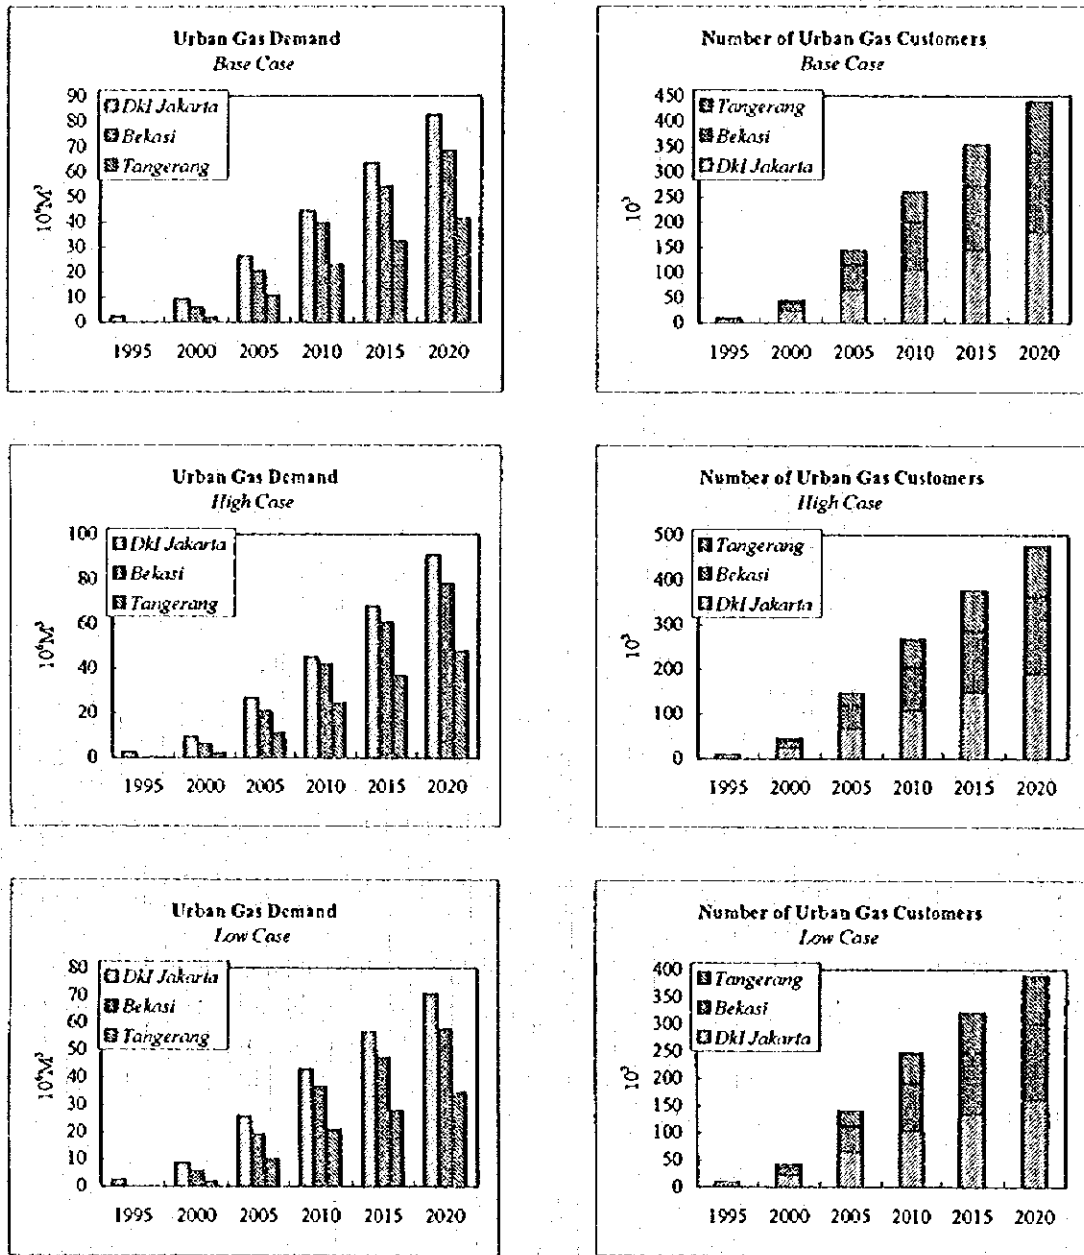 Urban Gas Demand
Base Case
90
80
70
60
50
40
30
20
10
0
10⁶M³
DkI Jakarta
Bekasi
Tangerang
1995 2000 2005 2010 2015 2020
Number of Urban Gas Customers
Base Case
450
400
350
300
250
200
150
100
50
0
10³
Tangerang
Bekasi
DkI Jakarta
1995 2000 2005 2010 2015 2020
Urban Gas Demand
High Case
100
80
60
40
20
0
10⁶M³
DkI Jakarta
Bekasi
Tangerang
1995 2000 2005 2010 2015 2020
Number of Urban Gas Customers
High Case
500
400
300
200
100
0
10³
Tangerang
Bekasi
DkI Jakarta
1995 2000 2005 2010 2015 2020
Urban Gas Demand
Low Case
80
70
60
50
40
30
20
10
0
10⁶M³
DkI Jakarta
Bekasi
Tangerang
1995 2000 2005 2010 2015 2020
Number of Urban Gas Customers
Low Case
400
350
300
250
200
150
100
50
0
10³
Tangerang
Bekasi
DkI Jakarta
1995 2000 2005 2010 2015 2020